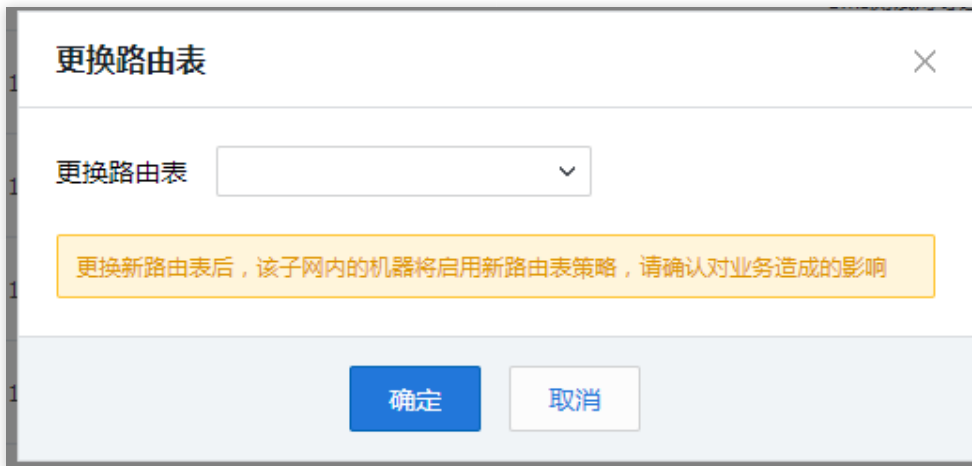 更换路由表
更换路由表
更换新路由表后，该子网内的机器将启用新路由表策略，请确认对业务造成的影响
确定
取消